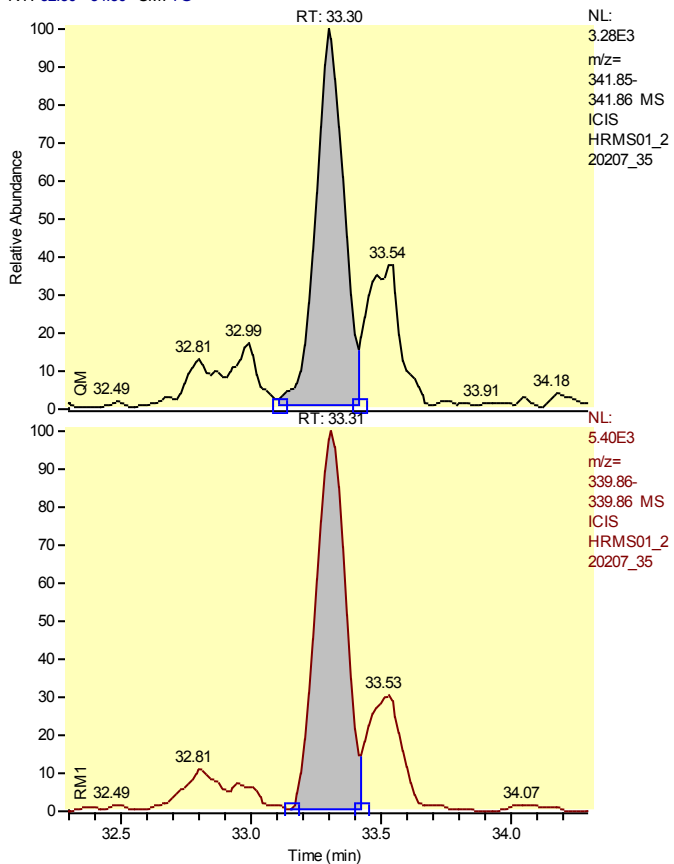 RT: 33.30
NL:
3.28E3
m/z=
341.85-
341.86 MS
ICIS
HRMS01_2
20207_35
100
90
80
70
60
50
40
30
20
10
0
Relative Abundance
QM
32.49
32.81
32.99
33.54
33.91
34.18
RT: 33.31
NL:
5.40E3
m/z=
339.86-
339.86 MS
ICIS
HRMS01_2
20207_35
100
90
80
70
60
50
40
30
20
10
0
RM1
32.49
32.81
33.53
34.07
32.5 33.0 33.5 34.0
Time (min)